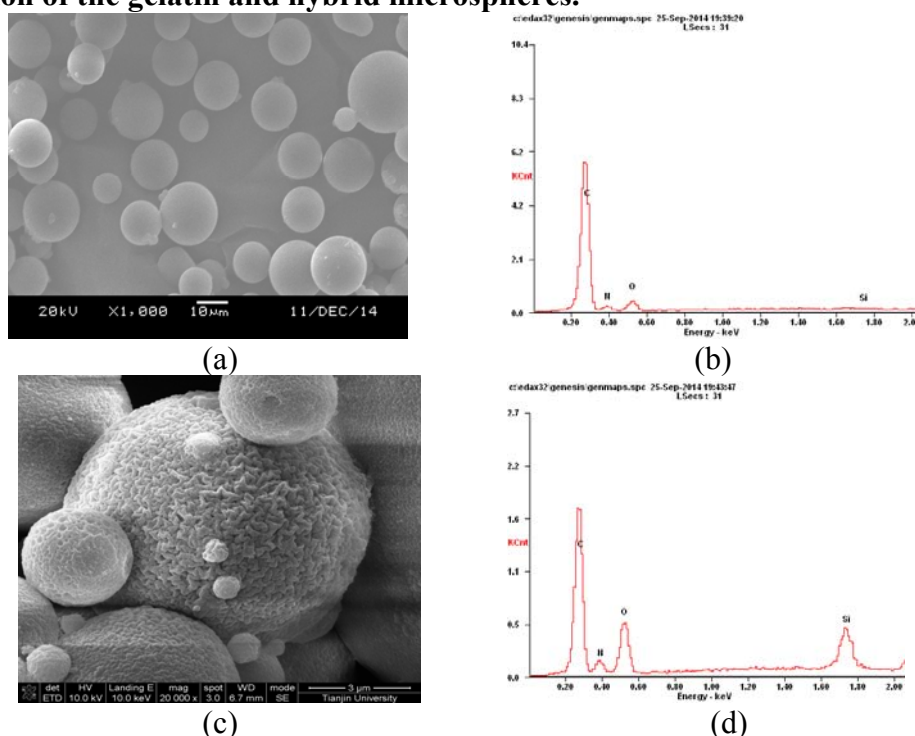 on of the gelatin and hybrid microspheres.
c:\edax32\genesis\genmaps.spc 25-Sep-2014 19:39:20
LSecs : 31
10.4
8.3
6.2
KCnt
4.2
2.1
0.0
C
N
O
Si
0.20 0.40 0.60 0.80 1.00 1.20 1.40 1.60 1.80 2.0
Energy - keV
20kV X1,000 10μm 11/DEC/14
(a)
(b)
c:\edax32\genesis\genmaps.spc 25-Sep-2014 19:43:47
LSecs : 31
2.7
2.2
1.6
KCnt
1.1
0.5
0.0
C
N
O
Si
0.20 0.40 0.60 0.80 1.00 1.20 1.40 1.60 1.80 2.00
Energy - keV
det HV Landing E mag spot WD mode 3 μm
ETD 10.0 kV 10.0 keV 20 000 x 3.0 6.7 mm SE Tianjin University
(c)
(d)